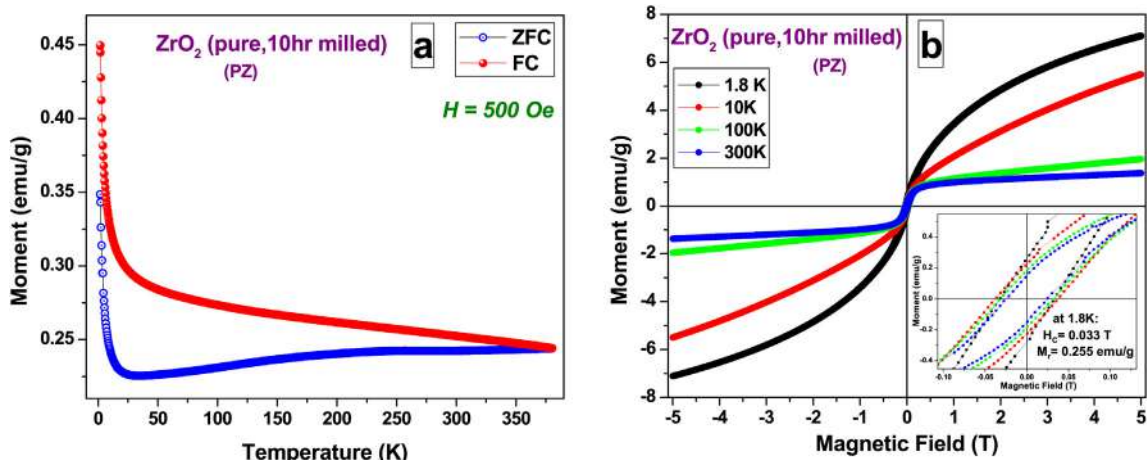 ZrO2 (pure,10hr milled)
(PZ)
a
ZFC
FC
H = 500 Oe
Moment (emu/g)
0.45
0.40
0.35
0.30
0.25
0 50 100 150 200 250 300 350
Temperature (K)
ZrO2 (pure,10hr milled)
(PZ)
b
1.8 K
10K
100K
300K
Moment (emu/g)
8
6
4
2
0
-2
-4
-6
-8
-5 -4 -3 -2 -1 0 1 2 3 4 5
Magnetic Field (T)
Moment (emu/g)
0.4
0.2
0.0
-0.2
-0.4
-0.10 -0.05 0.00 0.05 0.10
Magnetic Field (T)
at 1.8K:
HC= 0.033 T
Mr= 0.255 emu/g